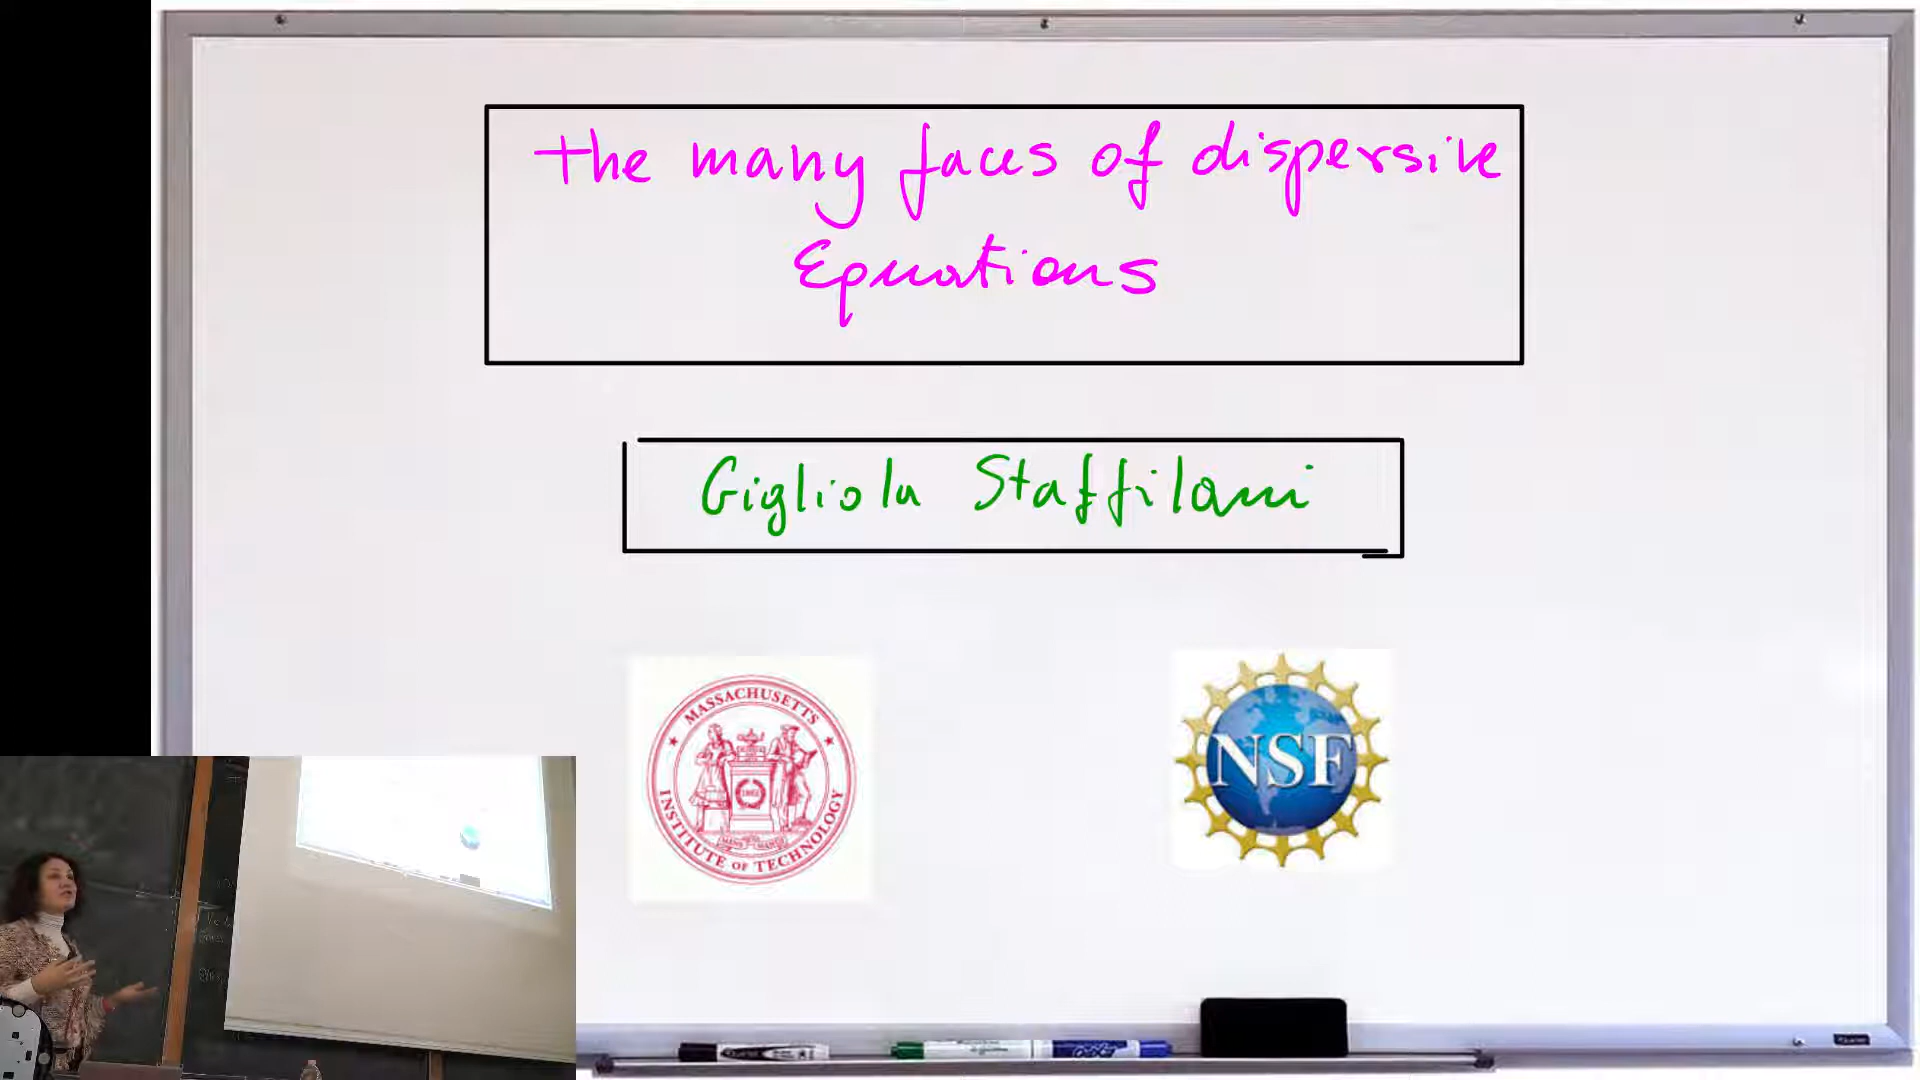 The many faces of dispersive
Equations
Gigliola Staffilani
MASSACHUSETTS
INSTITUTE OF TECHNOLOGY
NSF